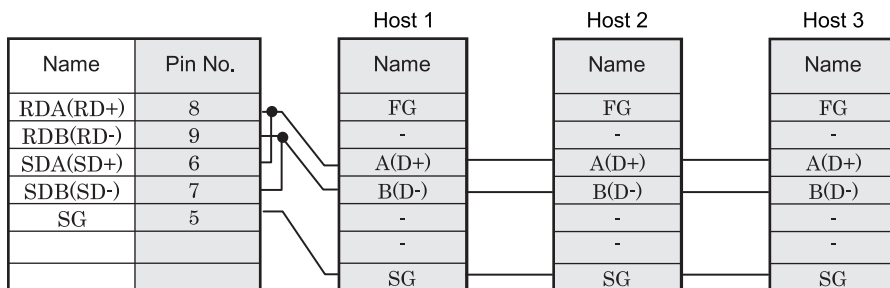 Host 1 Host 2 Host 3
Name Pin No. Name Name Name
RDA(RD+) 8 FG FG FG
RDB(RD-) 9 - - -
SDA(SD+) 6 A(D+) A(D+) A(D+)
SDB(SD-) 7 B(D-) B(D-) B(D-)
SG 5 - - -
- - -
SG SG SG